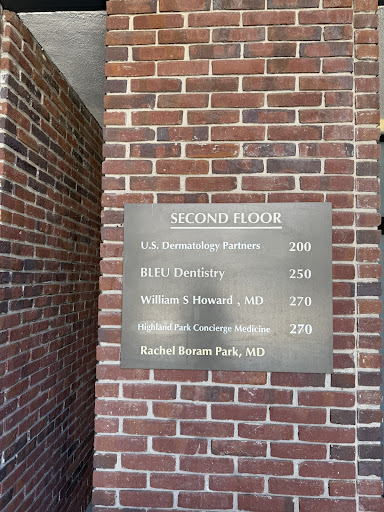 SECOND FLOOR
U.S. Dermatology Partners 200
BLEU Dentistry 250
William S Howard , MD 270
Highland Park Concierge Medicine 270
Rachel Boram Park, MD